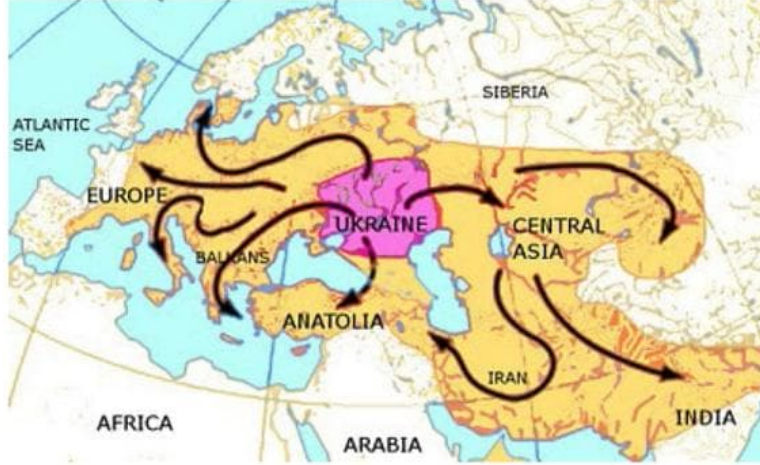 SIBERIA
ATLANTIC
SEA
EUROPE
UKRAINE
CENTRAL
ASIA
BALKANS
ANATOLIA
IRAN
AFRICA
ARABIA
INDIA